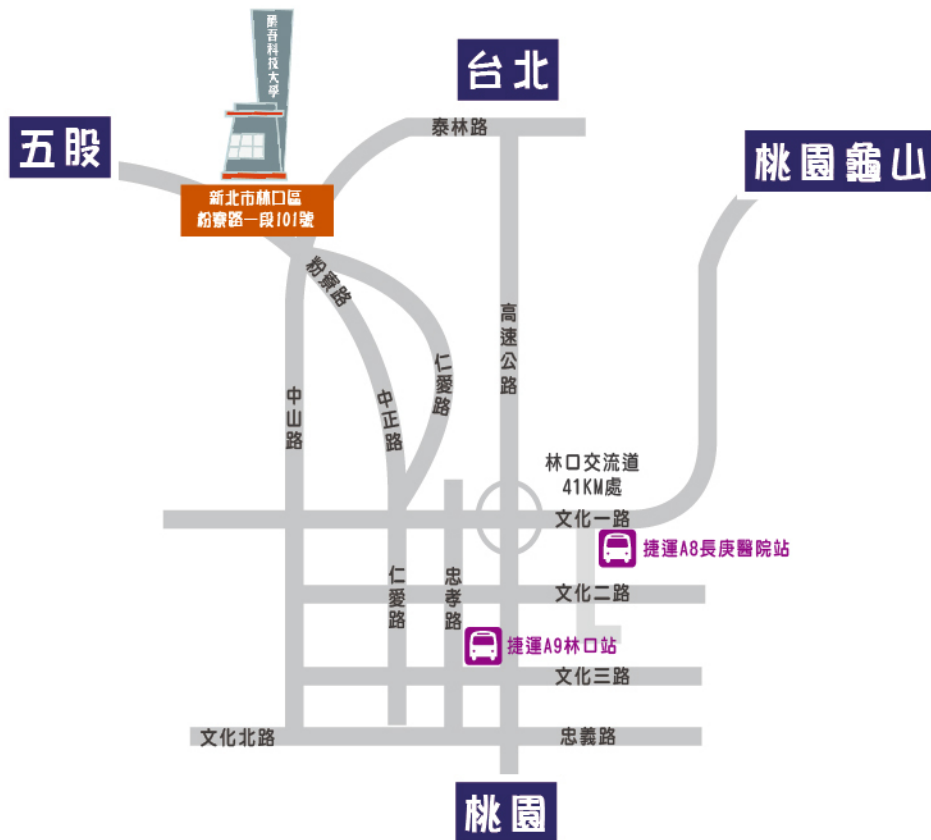 醒吾科技大學
台北
五股
泰林路
桃園龜山
新北市林口區
粉寮路一段101號
粉寮路
高速公路
仁愛路
中山路
中正路
林口交流道
41KM處
文化一路
捷運A8長庚醫院站
仁愛路
忠孝路
文化二路
捷運A9林口站
文化三路
文化北路
忠義路
桃園